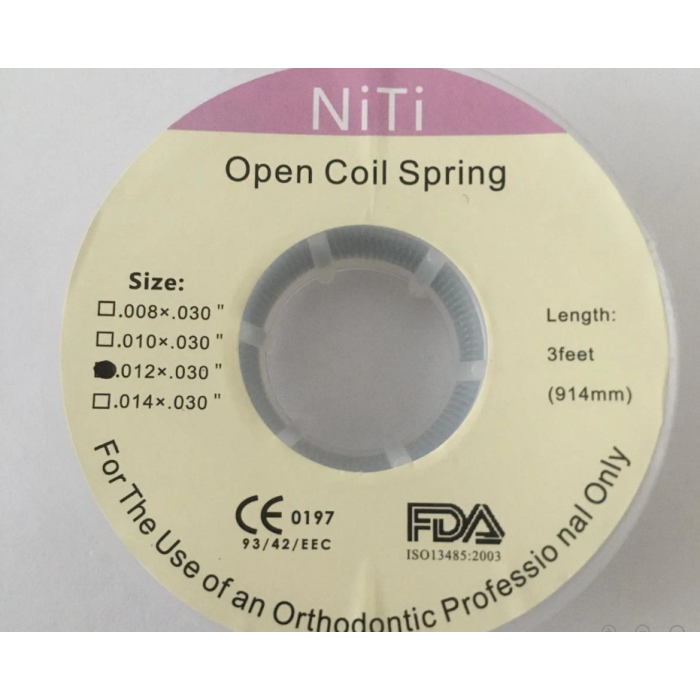 NiTi
Open Coil Spring
Size:
.008×.030 "
.010×.030 "
.012×.030 "
.014×.030 "
Length:
3feet
(914mm)
CE 0197
93/42/EEC
FDA
ISO13485:2003
For The Use of an Orthodontic Professio nal Only